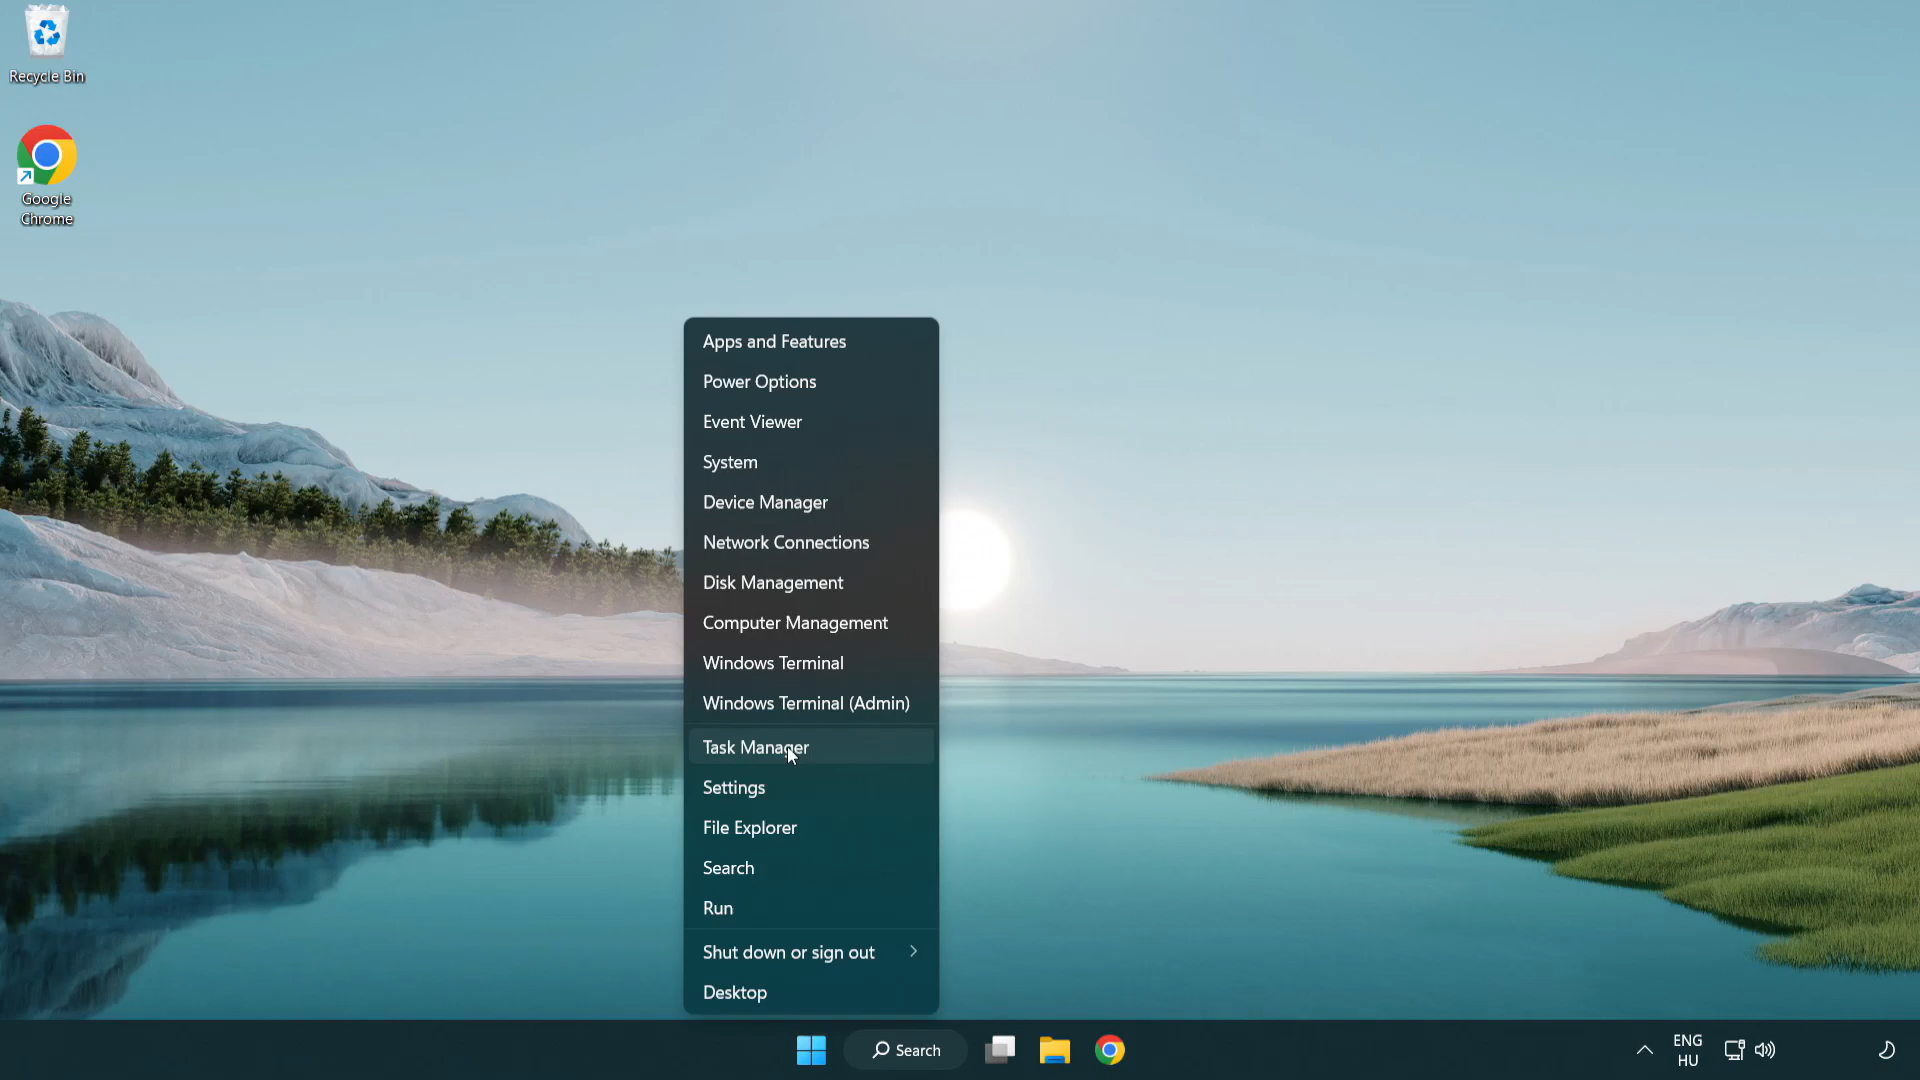 Recycle Bin
Google
Chrome
Apps and Features
Power Options
Event Viewer
System
Device Manager
Network Connections
Disk Management
Computer Management
Windows Terminal
Windows Terminal (Admin)
Task Manager
Settings
File Explorer
Search
Run
Shut down or sign out
Desktop
Search
ENG
HU